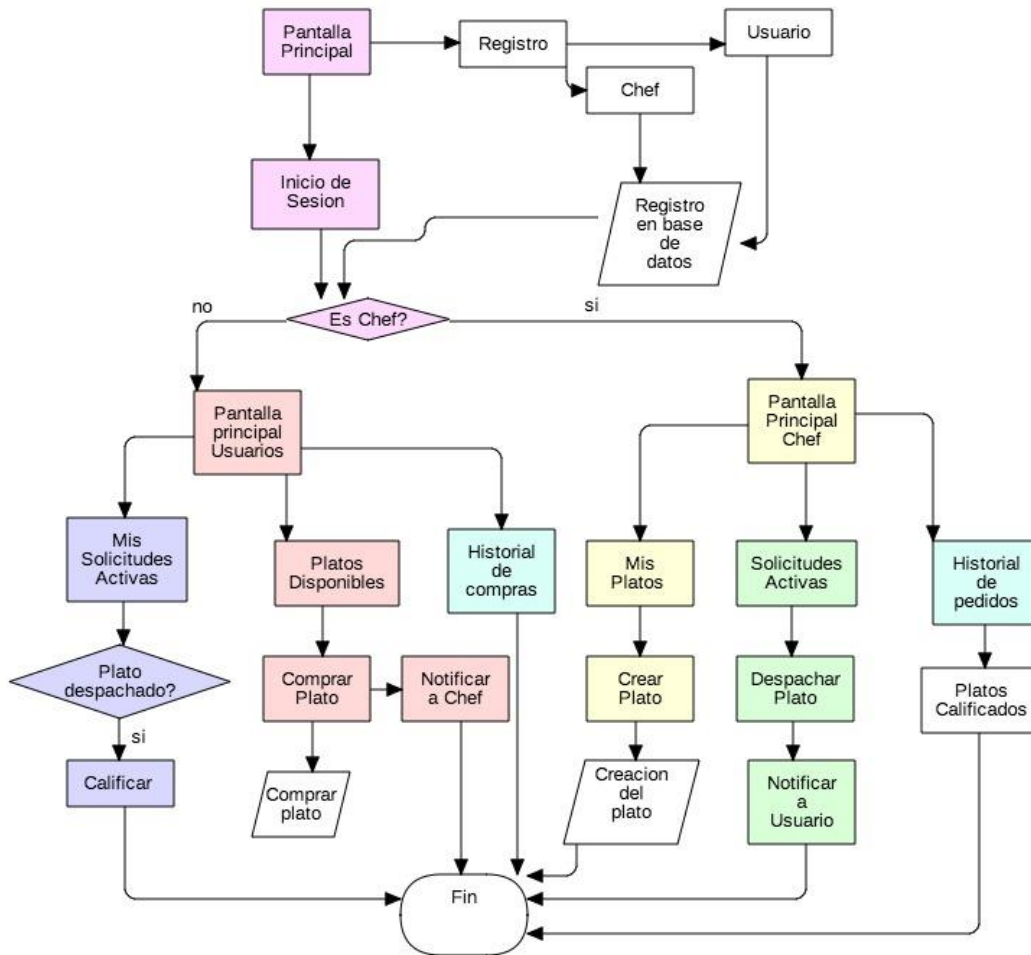 Pantalla
Principal
Registro
Usuario
Chef
Inicio de
Sesion
Registro
en base
de
datos
no
Es Chef?
si
Pantalla
principal
Usuarios
Pantalla
Principal
Chef
Mis
Solicitudes
Activas
Platos
Disponibles
Historial
de
compras
Mis
Platos
Solicitudes
Activas
Historial
de
pedidos
Plato
despachado?
Comprar
Plato
Notificar
a Chef
Crear
Plato
Despachar
Plato
Platos
Calificados
si
Calificar
Comprar
plato
Creacion
del
plato
Notificar
a
Usuario
Fin